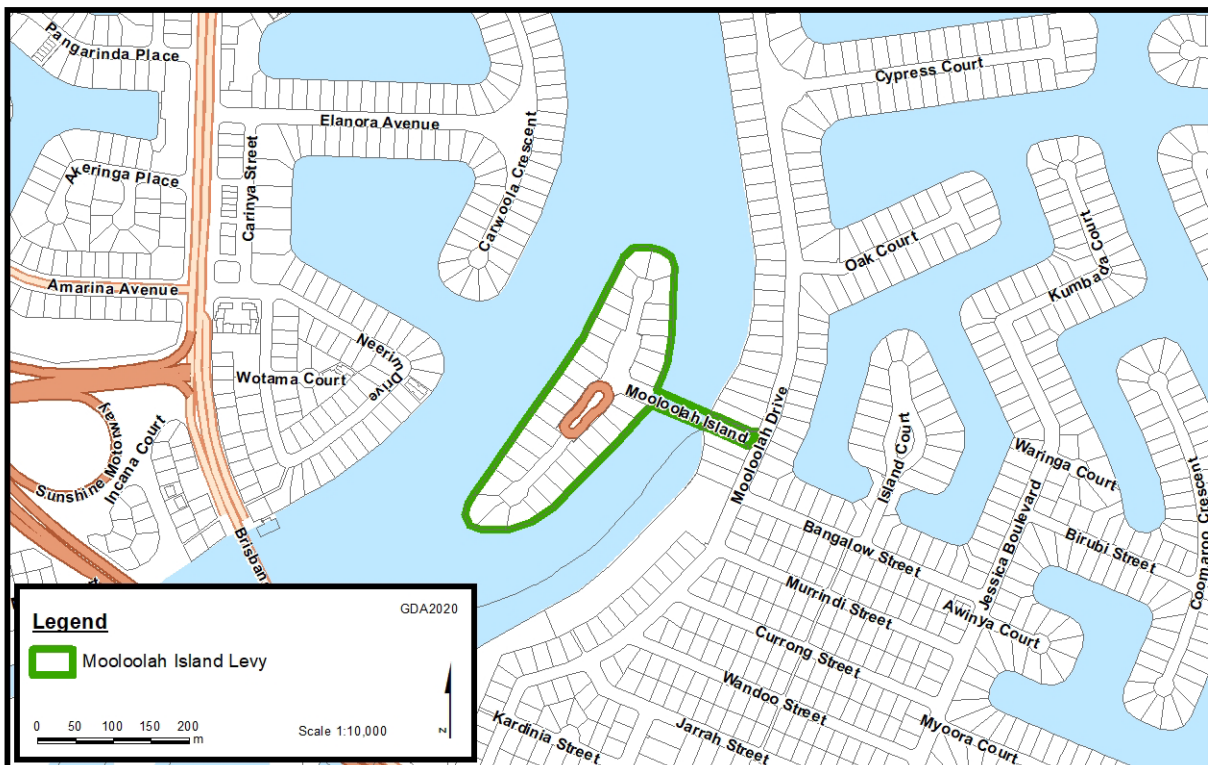 Pangarinda Place
Cypress Court
Elanora Avenue
Carinya Street
Carwoola Crescent
Akeringa Place
Oak Court
Kumbada Court
Amarina Avenue
Neerim Drive
Wotama Court
Mooloolah Island
Mooloolah Drive
Island Court
Waringa Court
Sunshine Motorway
Incana Court
Brisban
Bangalow Street
Jessica Boulevard
Birubi Street
Coomaroo Crescent
Murrindi Street
Awinya Court
Currong Street
Wandoo Street
Myoora Court
Kardinia Street
Jarrah Street
GDA2020
Legend
Mooloolah Island Levy
0 50 100 150 200
m
Scale 1:10,000
N